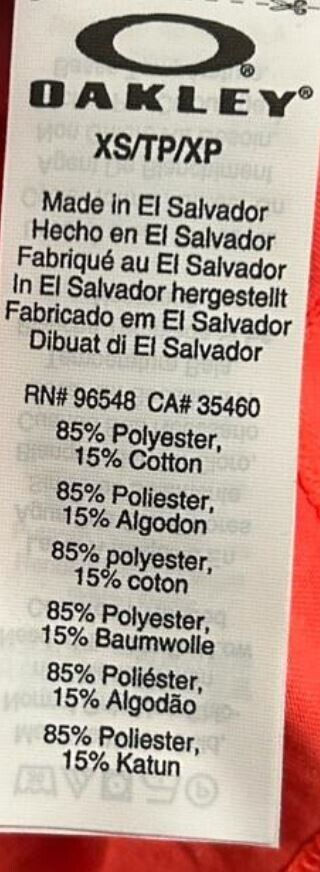 OAKLEY®
XS/TP/XP
Made in El Salvador
Hecho en El Salvador
Fabriqué au El Salvador
In El Salvador hergestellt
Fabricado em El Salvador
Dibuat di El Salvador
RN# 96548 CA# 35460
85% Polyester,
15% Cotton
85% Poliester,
15% Algodon
85% polyester,
15% coton
85% Polyester,
15% Baumwolle
85% Poliéster,
15% Algodão
85% Poliester,
15% Katun